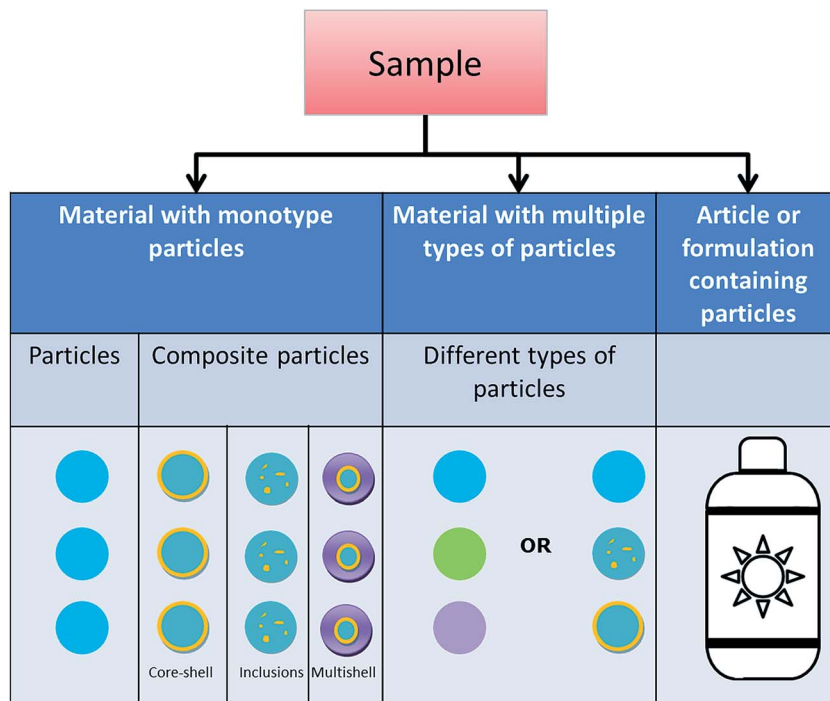 Sample
Material with monotype
particles
Material with multiple
types of particles
Article or
formulation
containing
particles
Particles
Composite particles
Different types of
particles
OR
Core-shell
Inclusions
Multishell